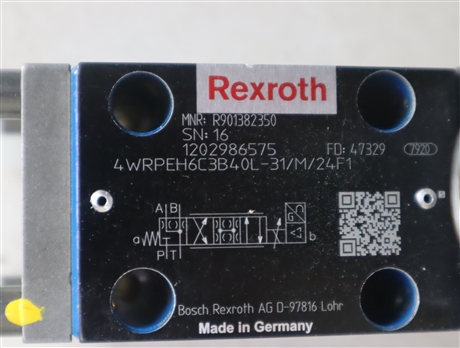 Rexroth
MNR: R901382350
SN: 16
1202986575 FD: 47329 7920
4WRPEH6C3B40L-31/M/24F1
A B
a b
P T
Bosch Rexroth AG D-97816 Lohr
Made in Germany